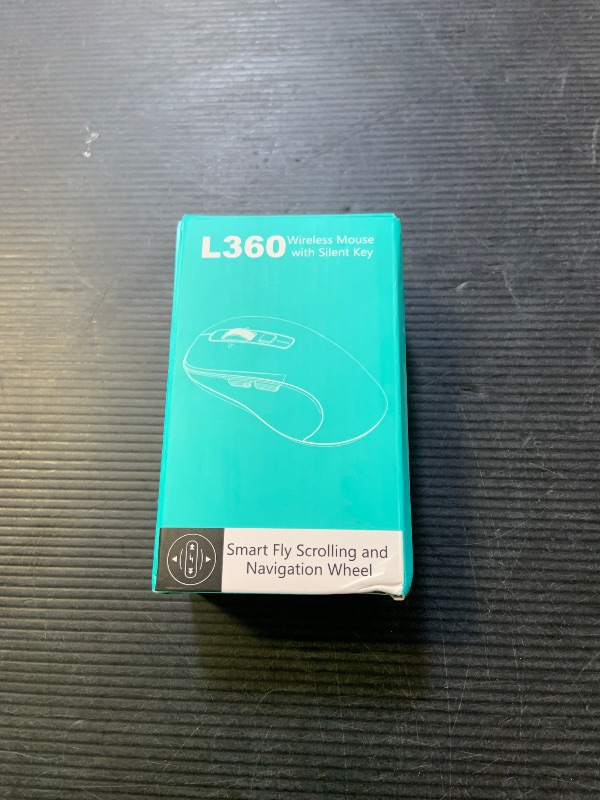 L360 Wireless Mouse
with Silent Key
Smart Fly Scrolling and
Navigation Wheel